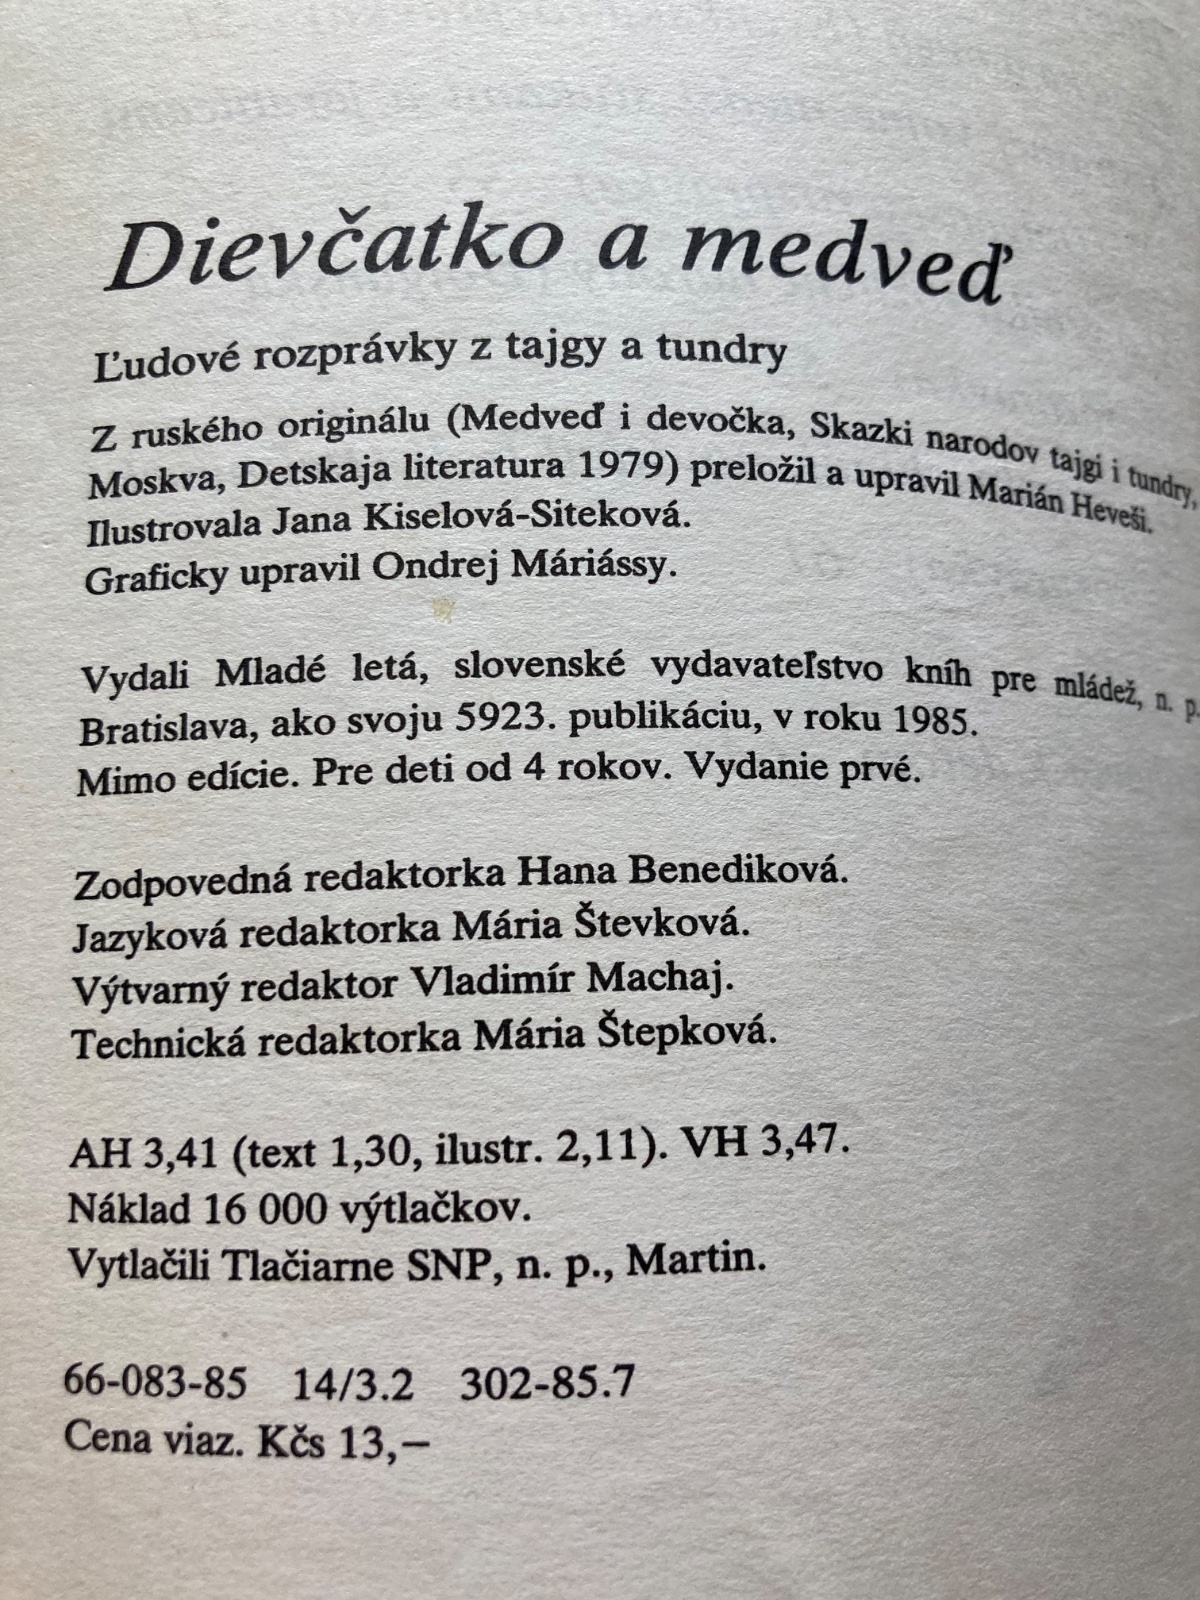 Dievčatko a medveď
Ľudové rozprávky z tajgy a tundry
Z ruského originálu (Medveď i devočka, Skazki narodov tajgi i tundry,
Moskva, Detskaja literatura 1979) preložil a upravil Marián Heveši.
Ilustrovala Jana Kiselová-Siteková.
Graficky upravil Ondrej Máriássy.
Vydali Mladé letá, slovenské vydavateľstvo kníh pre mládež, n. p.
Bratislava, ako svoju 5923. publikáciu, v roku 1985.
Mimo edície. Pre deti od 4 rokov. Vydanie prvé.
Zodpovedná redaktorka Hana Benediková.
Jazyková redaktorka Mária Števková.
Výtvarný redaktor Vladimír Machaj.
Technická redaktorka Mária Štepková.
AH 3,41 (text 1,30, ilustr. 2,11). VH 3,47.
Náklad 16 000 výtlačkov.
Vytlačili Tlačiarne SNP, n. p., Martin.
66-083-85 14/3.2 302-85.7
Cena viaz. Kčs 13,—